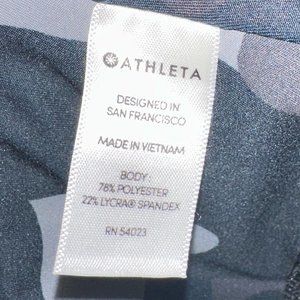 ATHLETA
DESIGNED IN
SAN FRANCISCO
MADE IN VIETNAM
BODY:
78% POLYESTER
22% LYCRA® SPANDEX
RN 54023